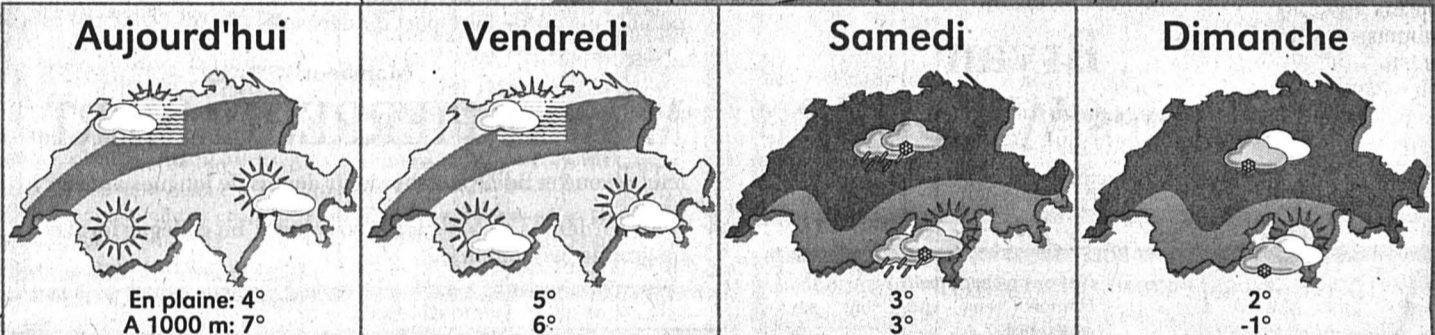 Aujourd'hui
En plaine: 4°
A 1000 m: 7°
Vendredi
5°
6°
Samedi
3°
3°
Dimanche
2°
-1°